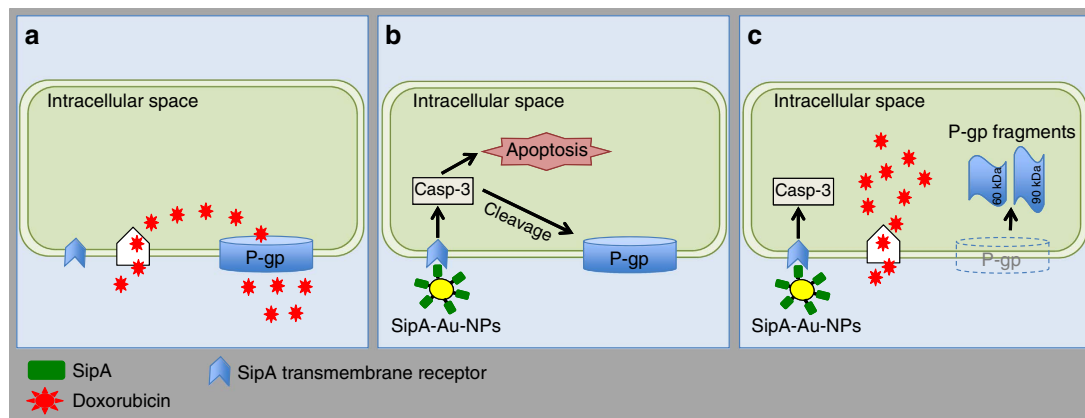 a
Intracellular space
P-gp
b
Intracellular space
Apoptosis
Casp-3
Cleavage
P-gp
SipA-Au-NPs
c
Intracellular space
P-gp fragments
60 kDa
90 kDa
Casp-3
P-gp
SipA-Au-NPs
SipA
SipA transmembrane receptor
Doxorubicin